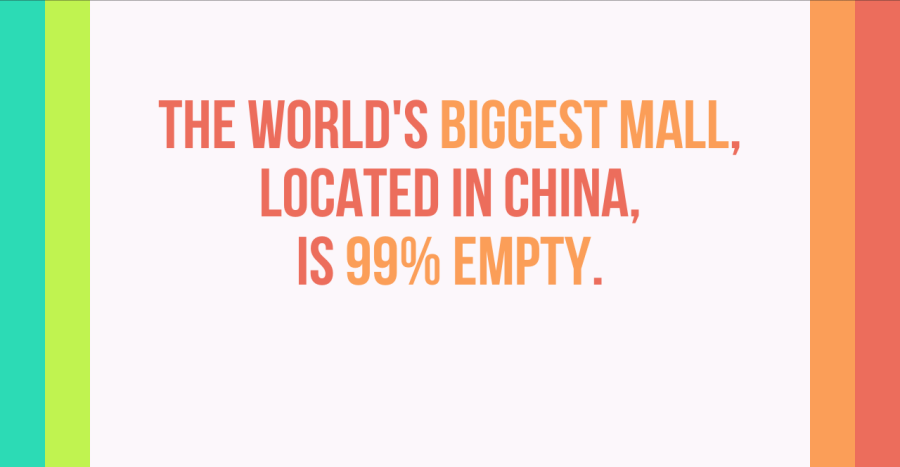 THE WORLD'S BIGGEST MALL,
LOCATED IN CHINA,
IS 99% EMPTY.